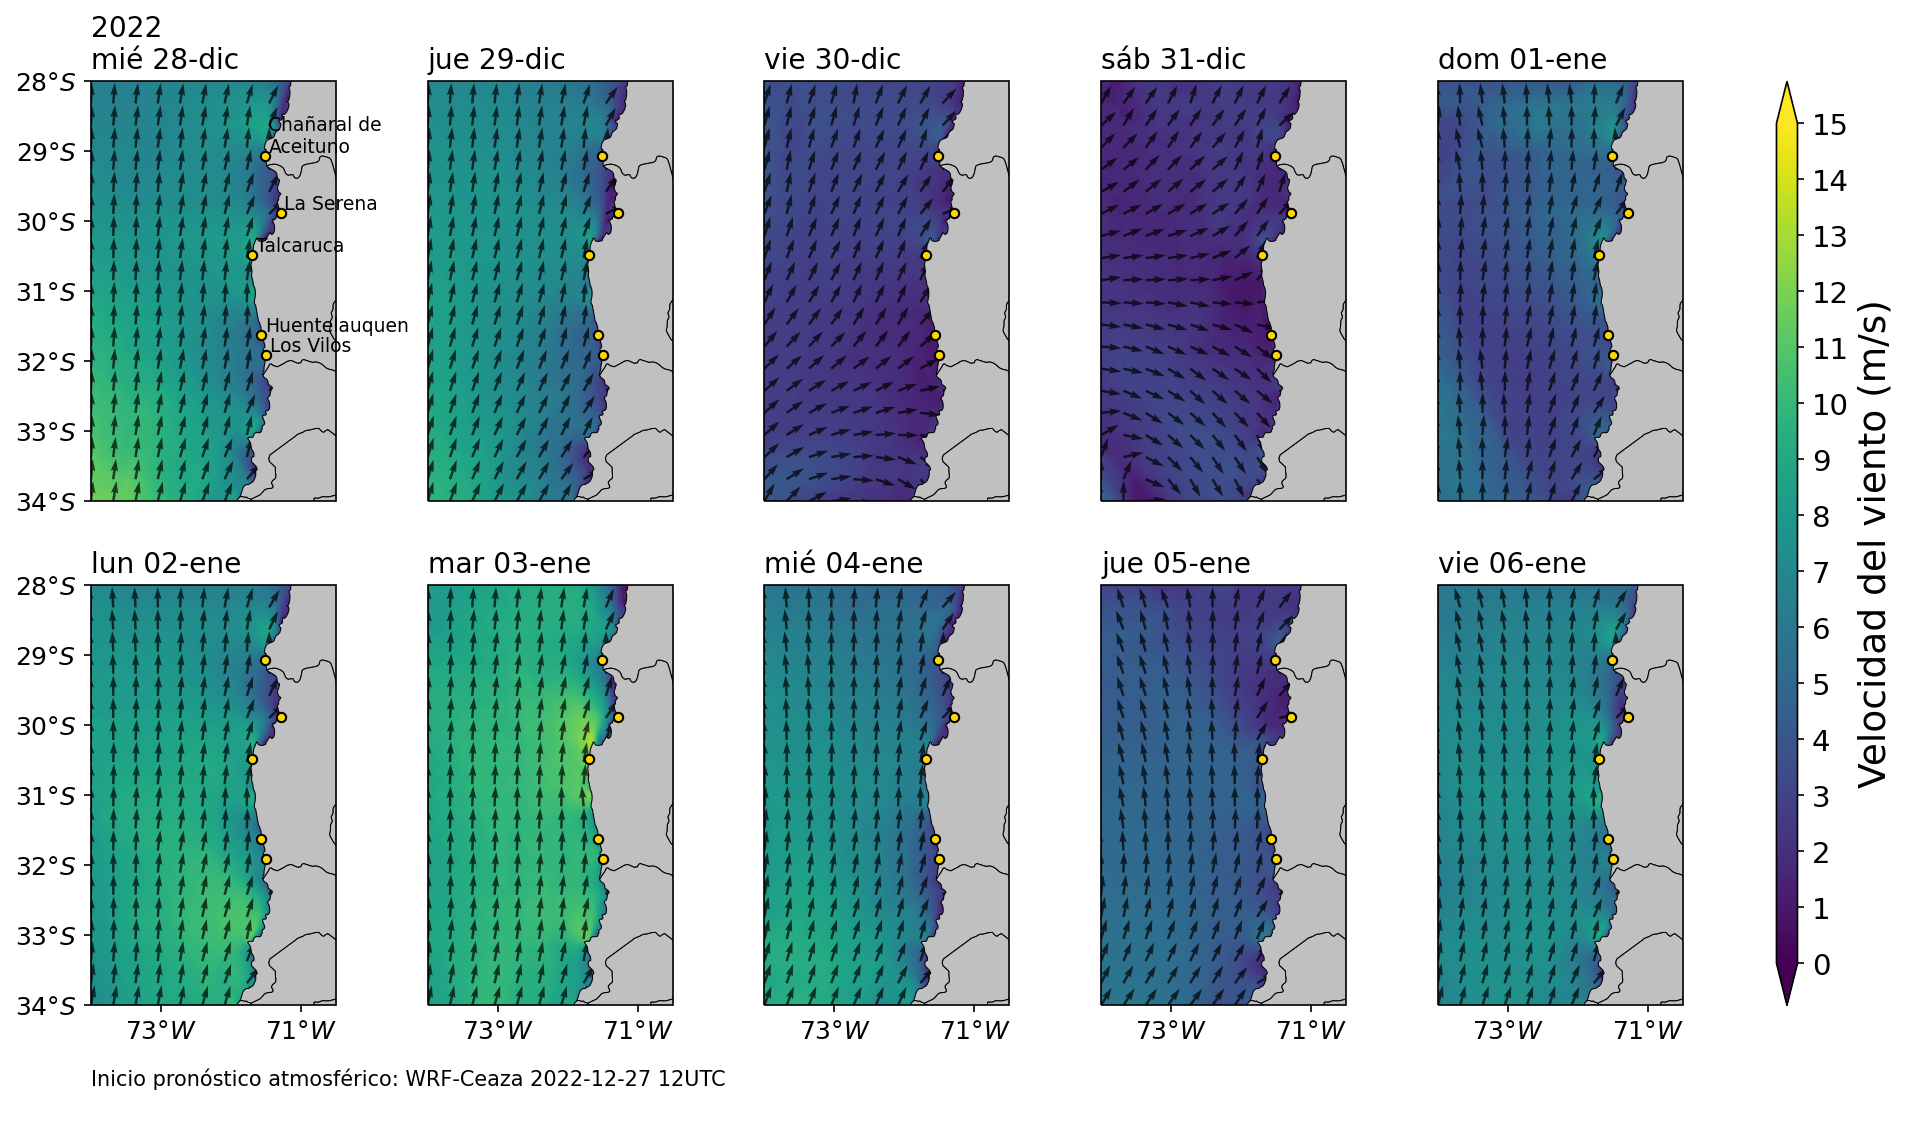 2022
mié 28-dic
jue 29-dic
vie 30-dic
sáb 31-dic
dom 01-ene
28°S
29°S
30°S
31°S
32°S
33°S
34°S
Chañaral de
Aceituno
La Serena
Talcaruca
Huentelauquen
Los Vilos
lun 02-ene
mar 03-ene
mié 04-ene
jue 05-ene
vie 06-ene
28°S
29°S
30°S
31°S
32°S
33°S
34°S
73°W 71°W
73°W 71°W
73°W 71°W
73°W 71°W
73°W 71°W
15
14
13
12
11
10
9
8
7
6
5
4
3
2
1
0
Velocidad del viento (m/s)
Inicio pronóstico atmosférico: WRF-Ceaza 2022-12-27 12UTC